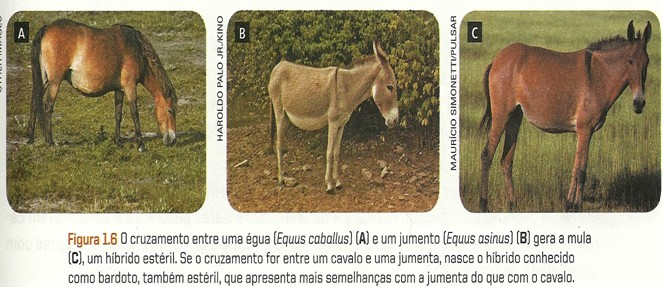 A
B
C
HAROLDO PALO JR./KINO
MAURÍCIO SIMONETTI/PULSAR
Figura 1.6 O cruzamento entre uma égua (Equus caballus) (A) e um jumento (Equus asinus) (B) gera a mula
(C), um híbrido estéril. Se o cruzamento for entre um cavalo e uma jumenta, nasce o híbrido conhecido
como bardoto, também estéril, que apresenta mais semelhanças com a jumenta do que com o cavalo.